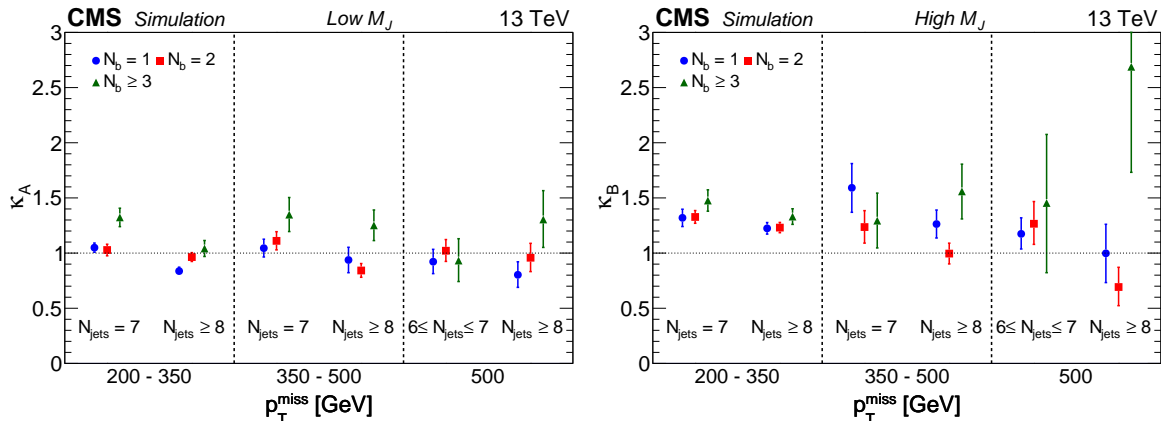 CMS Simulation Low M_J 13 TeV
κ_A
3
2.5
2
1.5
1
0.5
0
N_b = 1 N_b = 2
N_b ≥ 3
N_jets = 7 N_jets ≥ 8 N_jets = 7 N_jets ≥ 8 6≤ N_jets ≤ 7 N_jets ≥ 8
200 - 350 350 - 500 500
p_T^miss [GeV]
CMS Simulation High M_J 13 TeV
κ_B
3
2.5
2
1.5
1
0.5
0
N_b = 1 N_b = 2
N_b ≥ 3
N_jets = 7 N_jets ≥ 8 N_jets = 7 N_jets ≥ 8 6≤ N_jets ≤ 7 N_jets ≥ 8
200 - 350 350 - 500 500
p_T^miss [GeV]